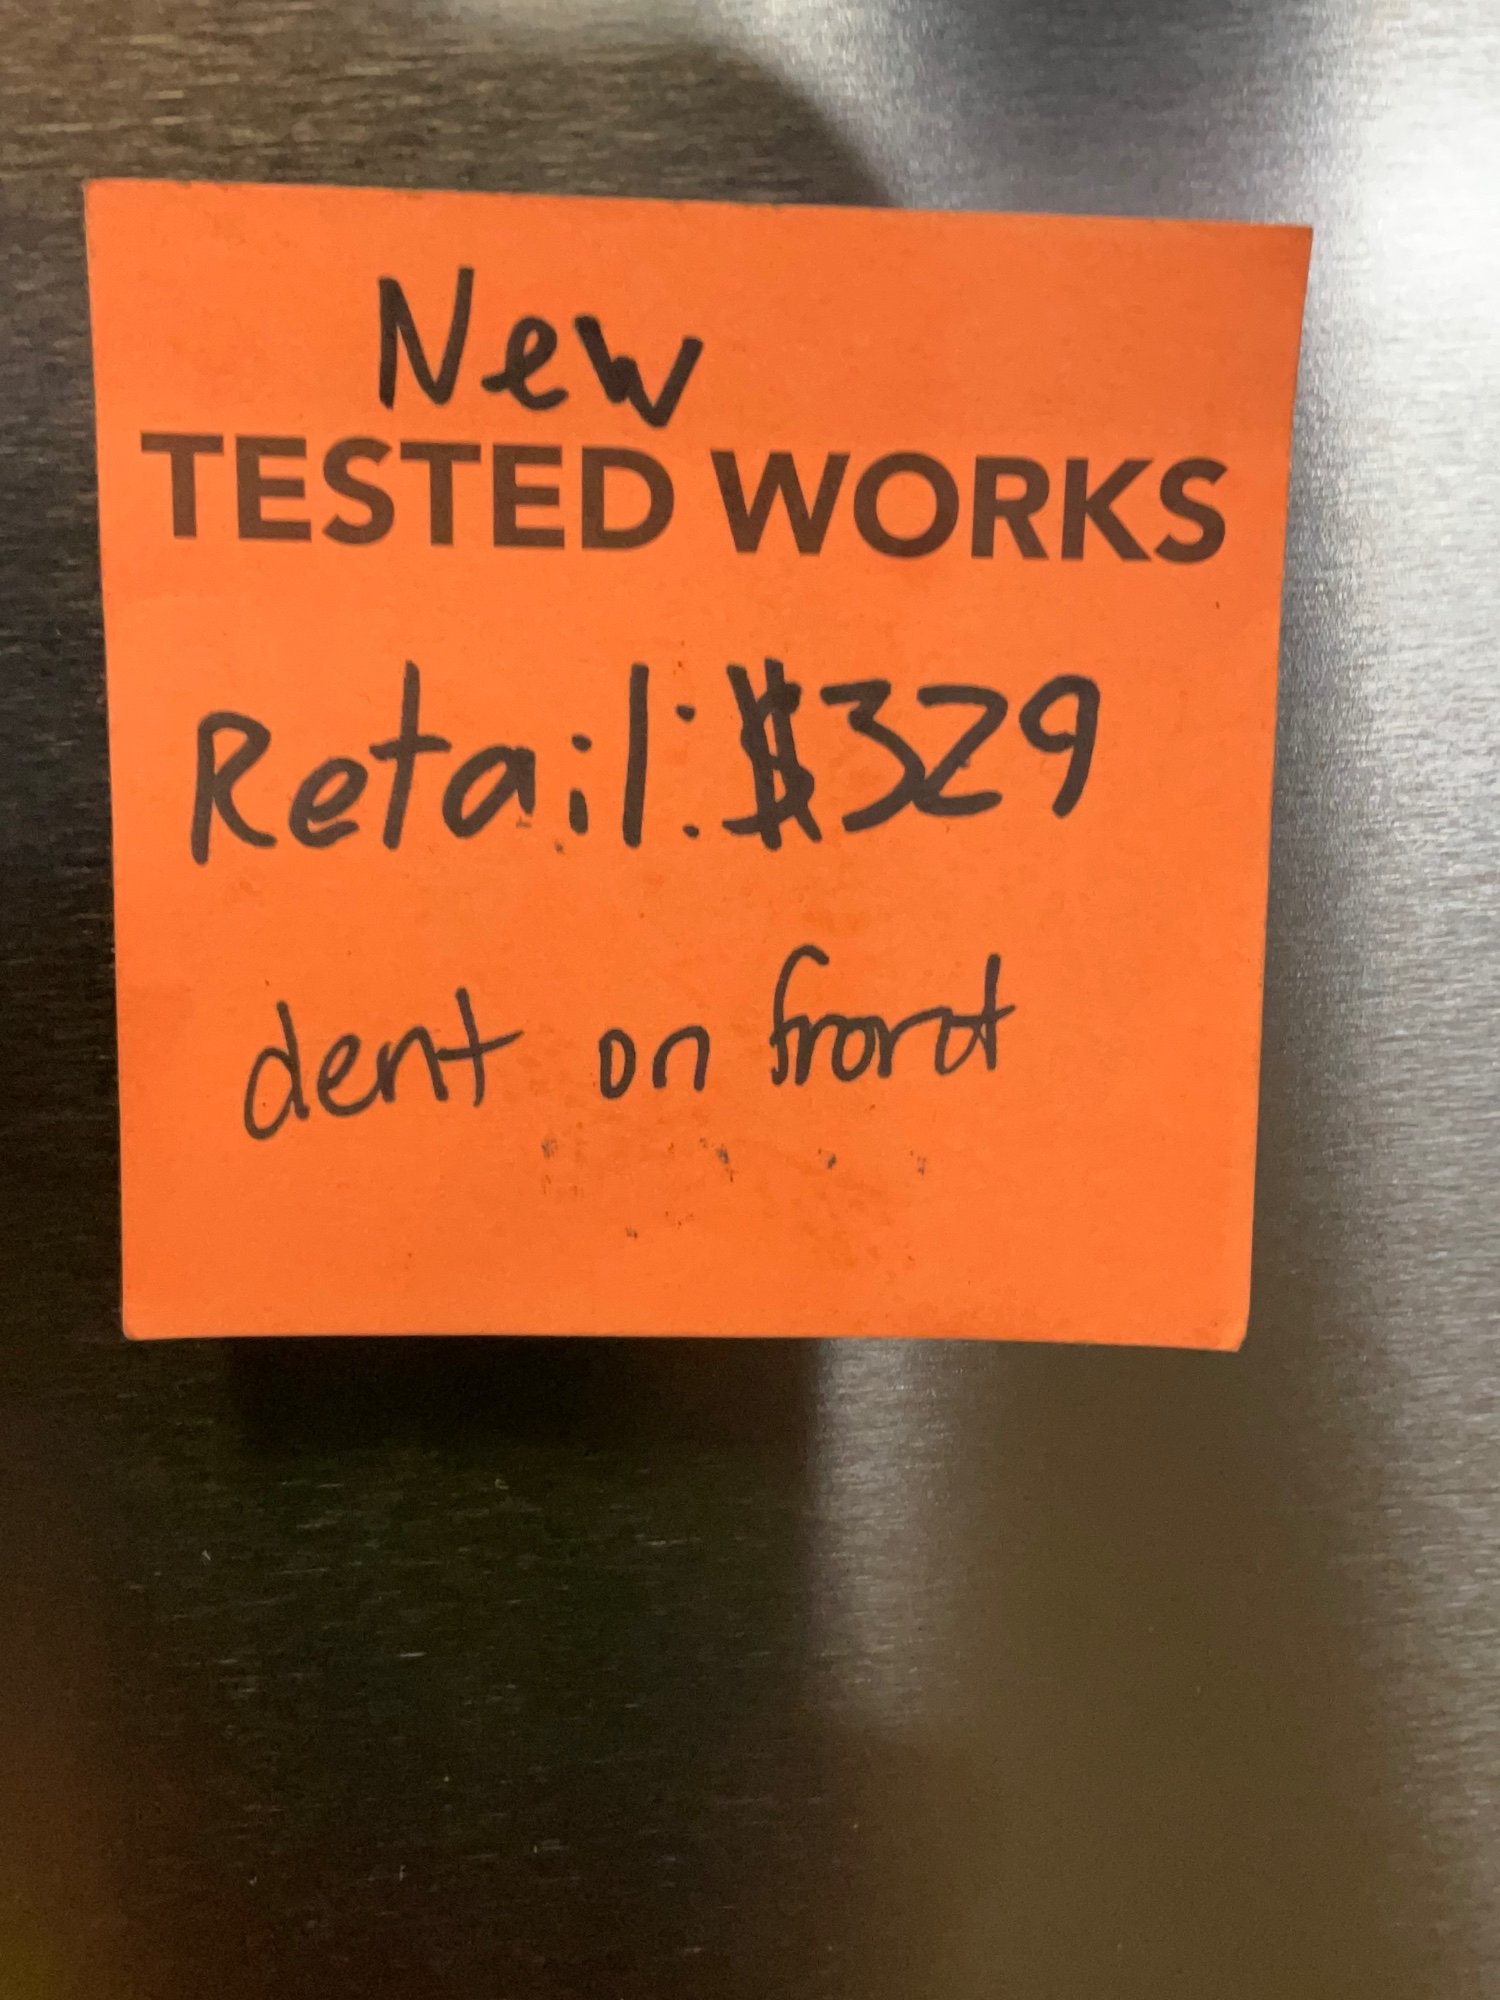 New
TESTED WORKS
Retail: $329
dent on front